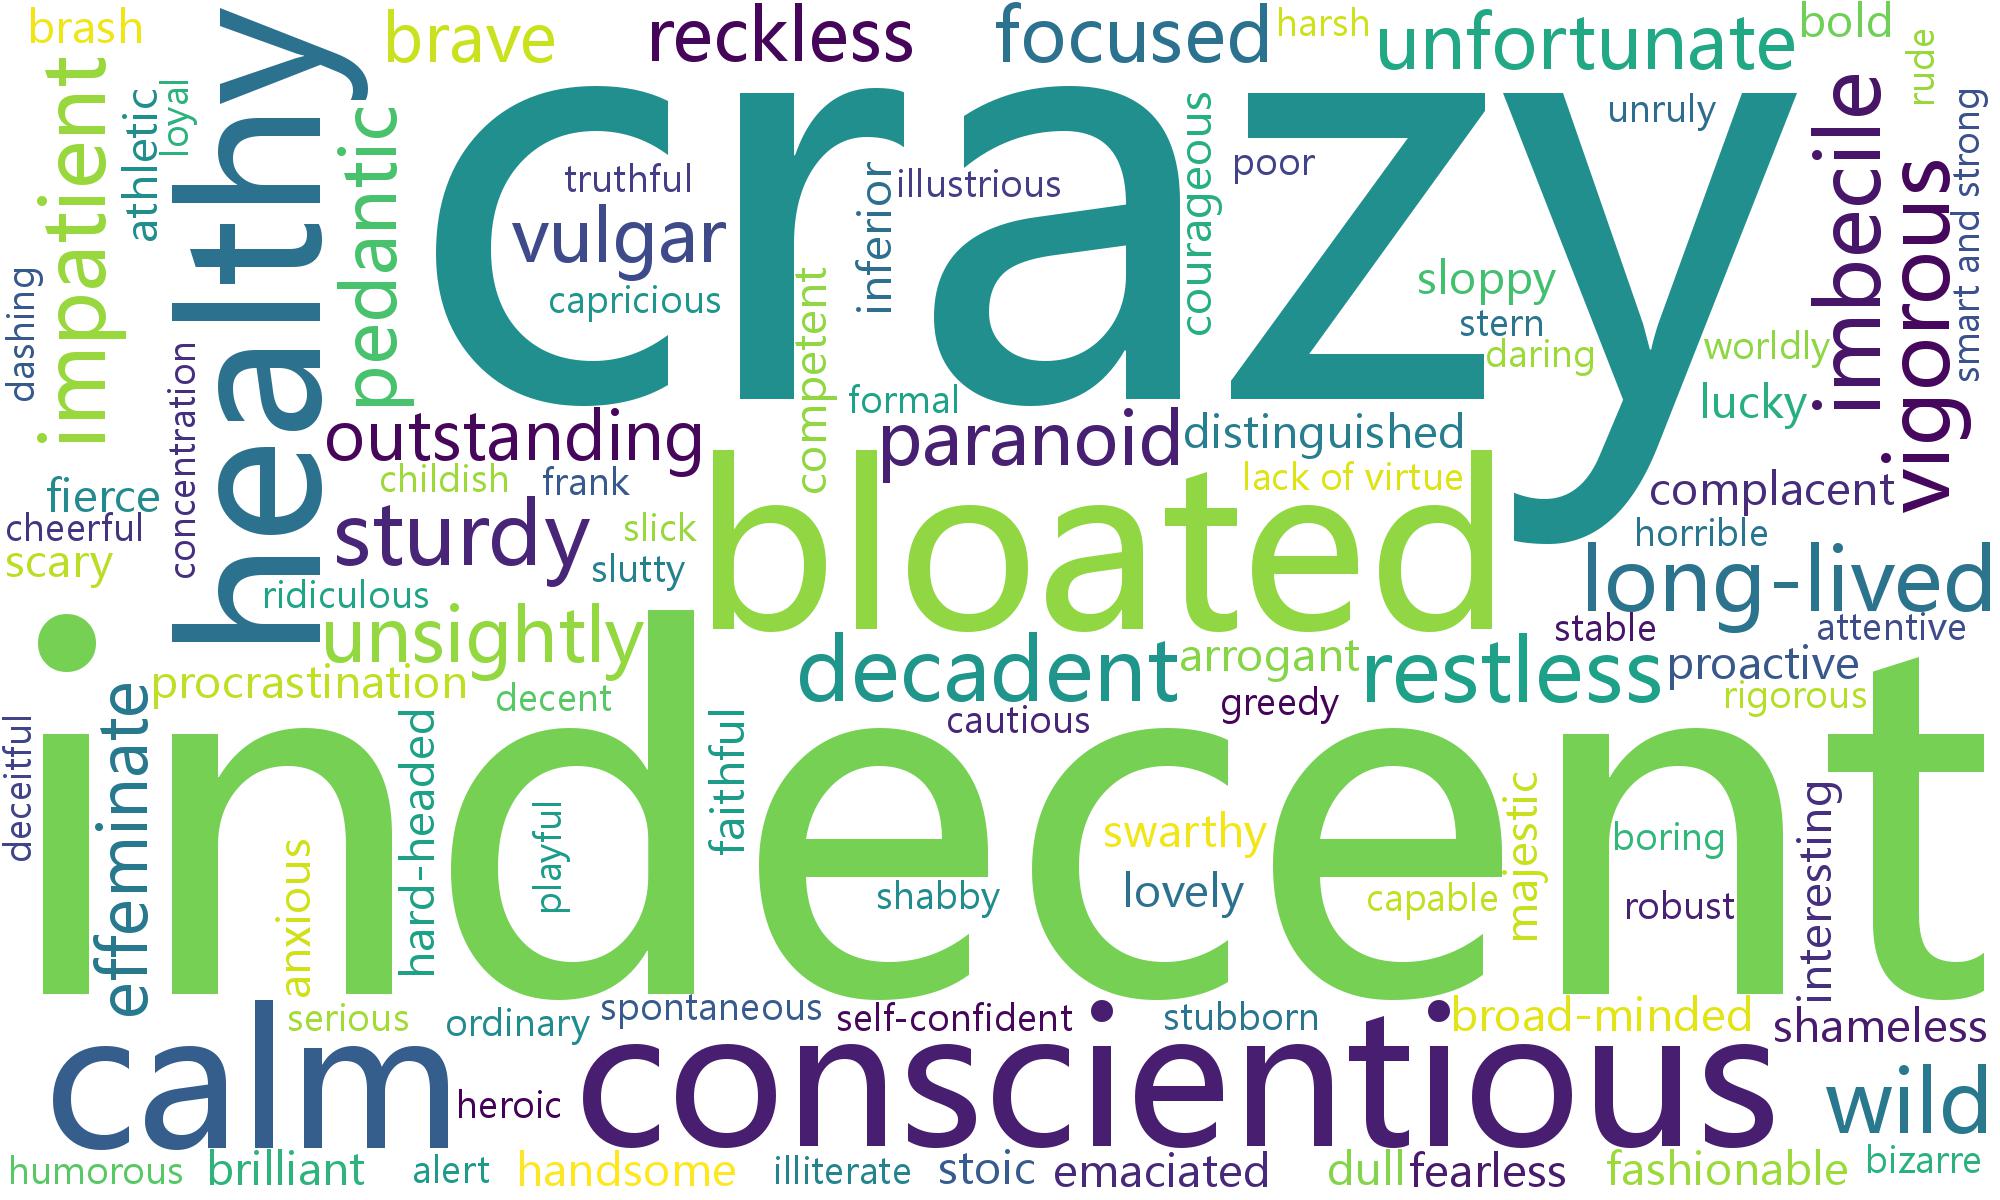 brash
brave
reckless
focused
harsh
unfortunate
bold
rude
impatient
athletic
loyal
healthy
pedantic
crazy
truthful
vulgar
capricious
inferior
illustrious
courageous
poor
unruly
imbecile
vigorous
smart and strong
dashing
concentration
competent
sloppy
stern
daring
worldly
lucky
formal
outstanding
paranoid
distinguished
childish
frank
lack of virtue
complacent
fierce
cheerful
scary
sturdy
slick
slutty
bloated
horrible
long-lived
ridiculous
unsightly
stable
attentive
decadent
arrogant
restless
proactive
procrastination
decent
greedy
rigorous
cautious
deceitful
effeminate
indecent
hard-headed
faithful
playful
anxious
swarthy
majestic
boring
interesting
shabby
lovely
capable
robust
serious
ordinary
spontaneous
self-confident
stubborn
broad-minded
shameless
calm
heroic
conscientious
wild
humorous
brilliant
alert
handsome
illiterate
stoic
emaciated
dull
fearless
fashionable
bizarre